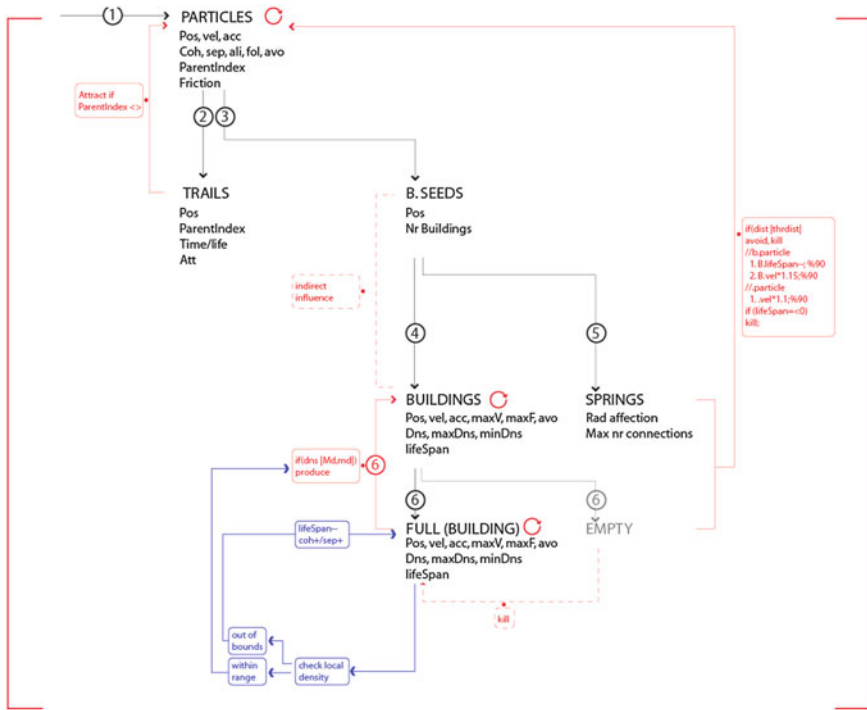 1
PARTICLES
Pos, vel, acc
Coh, sep, ali, fol, avo
ParentIndex
Friction
Attract if
ParentIndex <>
2
3
TRAILS
Pos
ParentIndex
Time/life
Att
B. SEEDS
Pos
Nr Buildings
if(dist |thrdist|
avoid, kill
//b.particle
1. B.lifeSpan--; %90
2. B.vel*1.15;%90
//.particle
1. .vel*1.1;%90
if (lifeSpan=<0)
kill;
indirect
influence
4
5
BUILDINGS
Pos, vel, acc, maxV, maxF, avo
Dns, maxDns, minDns
lifeSpan
SPRINGS
Rad affection
Max nr connections
if(dns |Md,md|)
produce
6
6
6
lifeSpan--
coh+/sep+
FULL (BUILDING)
Pos, vel, acc, maxV, maxF, avo
Dns, maxDns, minDns
lifeSpan
EMPTY
kill
out of
bounds
within
range
check local
density